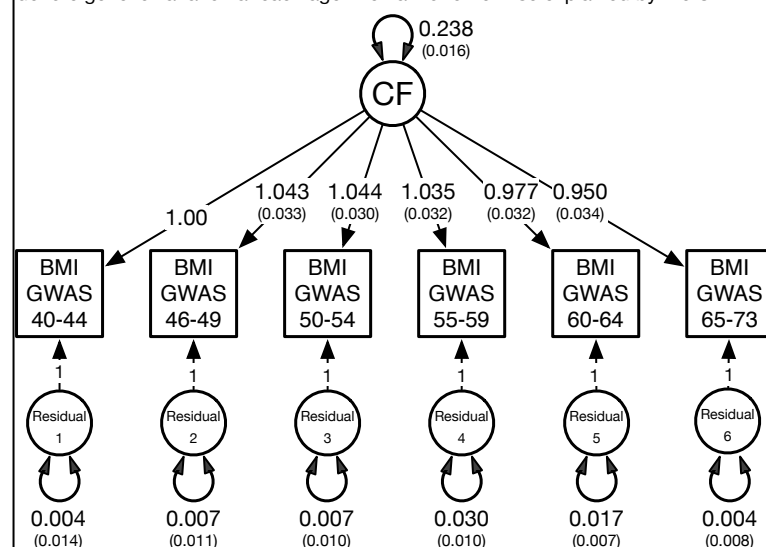 0.238
(0.016)
CF
1.00
1.043
(0.033)
1.044
(0.030)
1.035
(0.032)
0.977
(0.032)
0.950
(0.034)
BMI
GWAS
40-44
BMI
GWAS
46-49
BMI
GWAS
50-54
BMI
GWAS
55-59
BMI
GWAS
60-64
BMI
GWAS
65-73
1
1
1
1
1
1
Residual
1
Residual
2
Residual
3
Residual
4
Residual
5
Residual
6
0.004
(0.014)
0.007
(0.011)
0.007
(0.010)
0.030
(0.010)
0.017
(0.007)
0.004
(0.008)